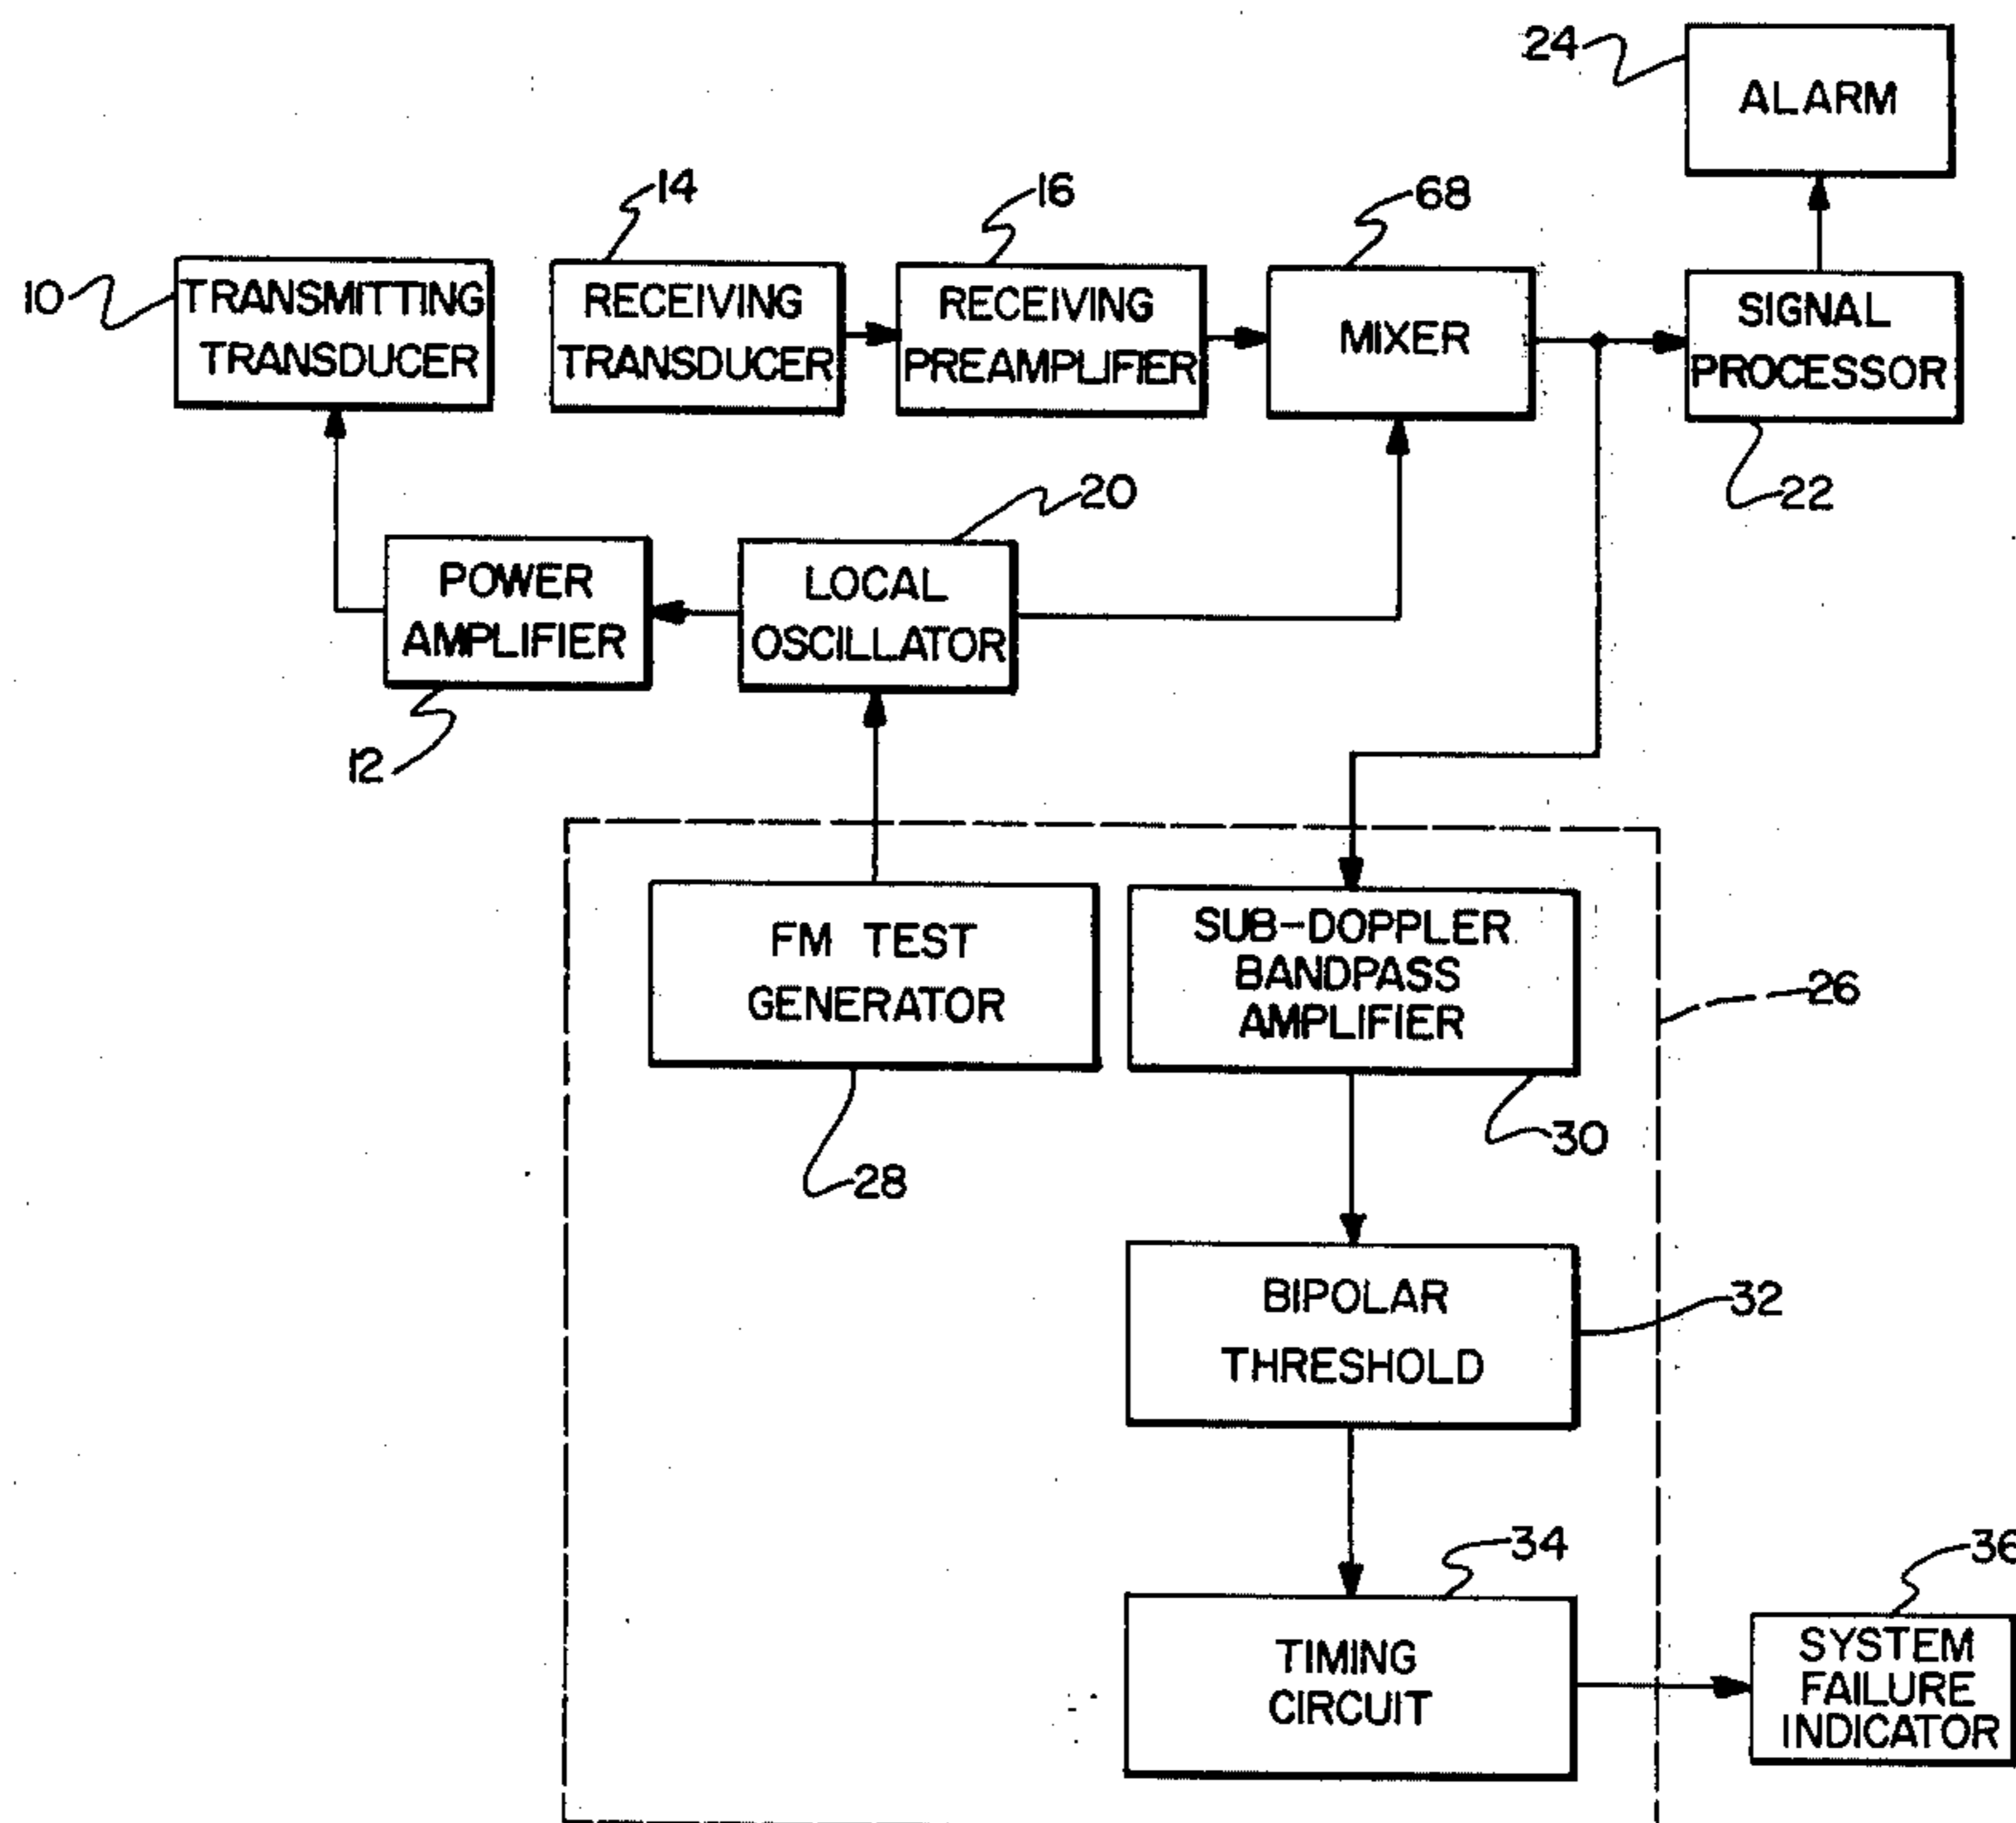 24
ALARM
14
16
68
10
TRANSMITTING
TRANSDUCER
RECEIVING
TRANSDUCER
RECEIVING
PREAMPLIFIER
MIXER
SIGNAL
PROCESSOR
20
22
POWER
AMPLIFIER
LOCAL
OSCILLATOR
12
FM TEST
GENERATOR
SUB-DOPPLER
BANDPASS
AMPLIFIER
26
28
30
BIPOLAR
THRESHOLD
32
34
36
TIMING
CIRCUIT
SYSTEM
FAILURE
INDICATOR